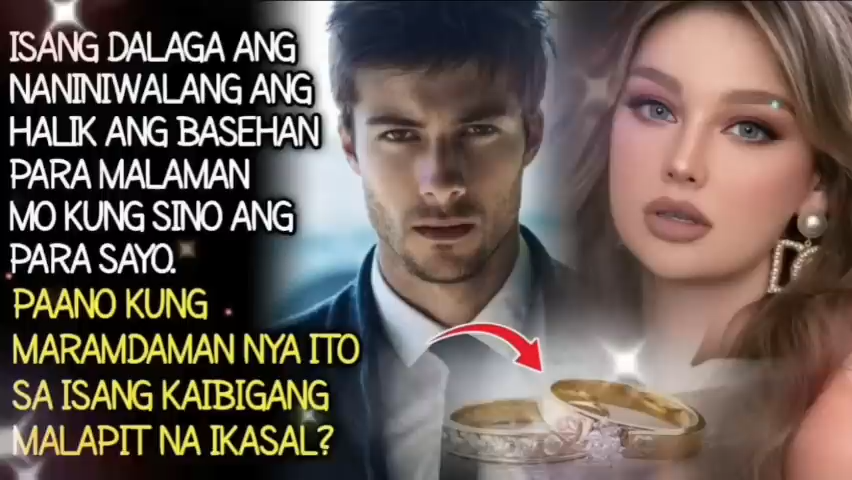 ISANG DALAGA ANG
NANINIWALANG ANG
HALIK ANG BASEHAN
PARA MALAMAN
MO KUNG SINO ANG
PARA SAYO.
PAANO KUNG
MARAMDAMAN NYA ITO
SA ISANG KAIBIGANG
MALAPIT NA IKASAL?